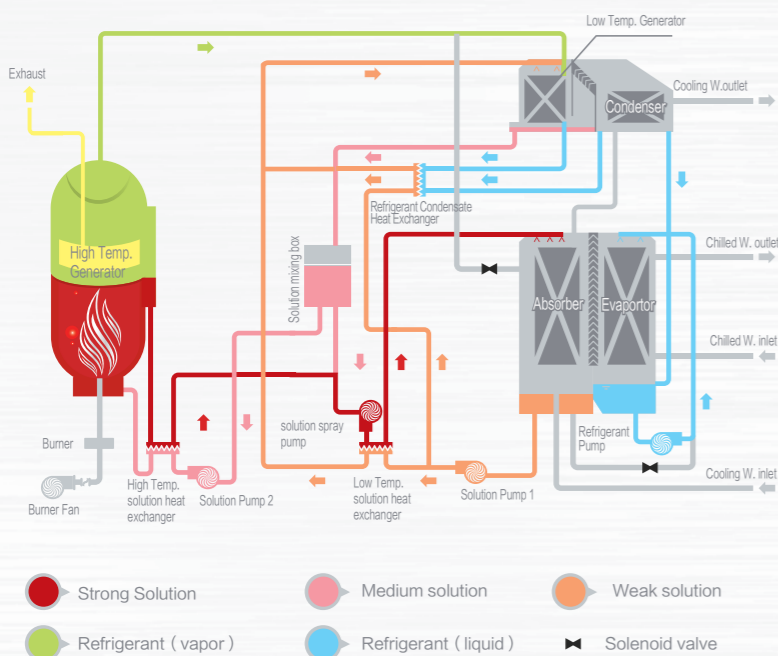 Low Temp. Generator
Exhaust
Cooling W.outlet
Condenser
Refrigerant Condensate
Heat Exchanger
High Temp.
Generator
Solution mixing box
Chilled W. outlet
Absorber
Evaportor
Chilled W. inlet
solution spray
pump
Refrigerant
Pump
Burner
High Temp.
solution heat
exchanger
Solution Pump 2
Low Temp.
solution heat
exchanger
Solution Pump 1
Cooling W. inlet
Burner Fan
Strong Solution
Medium solution
Weak solution
Refrigerant ( vapor )
Refrigerant ( liquid )
Solenoid valve